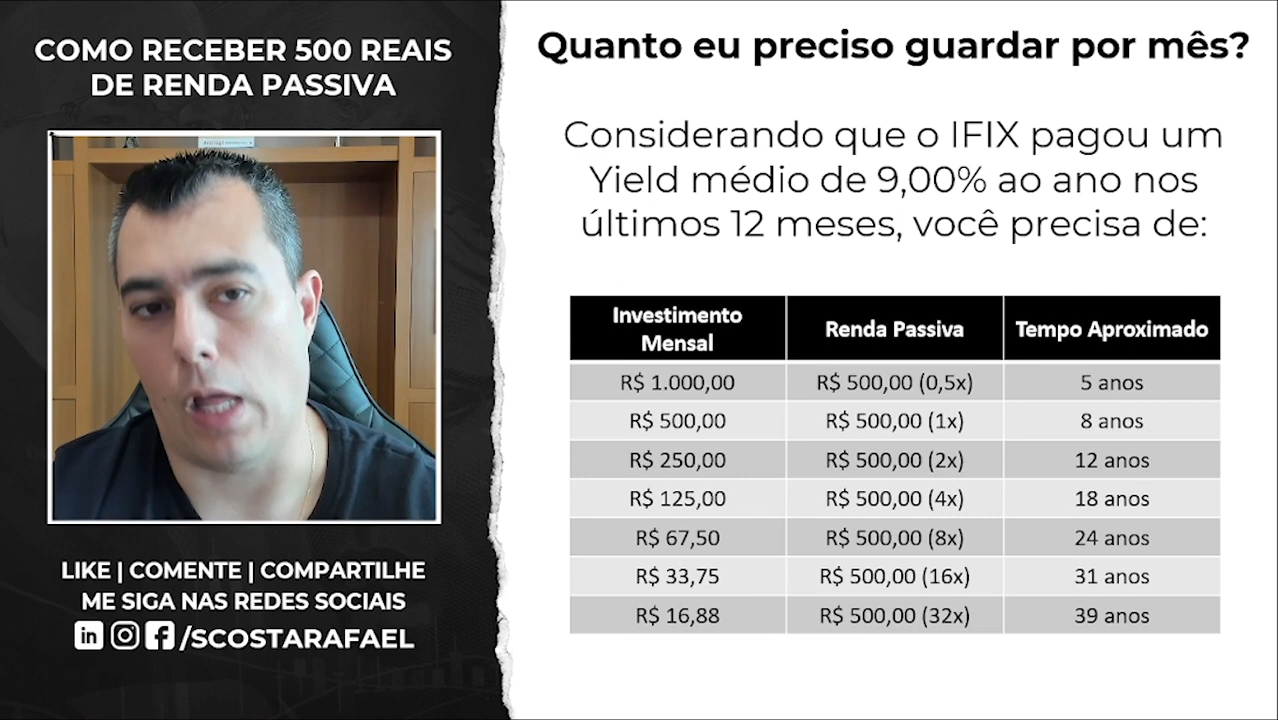 COMO RECEBER 500 REAIS
DE RENDA PASSIVA
LIKE | COMENTE | COMPARTILHE
ME SIGA NAS REDES SOCIAIS
/SCOSTARAFAEL
Quanto eu preciso guardar por mês?
Considerando que o IFIX pagou um
Yield médio de 9,00% ao ano nos
últimos 12 meses, você precisa de:
Investimento Mensal Renda Passiva Tempo Aproximado
R$ 1.000,00 R$ 500,00 (0,5x) 5 anos
R$ 500,00 R$ 500,00 (1x) 8 anos
R$ 250,00 R$ 500,00 (2x) 12 anos
R$ 125,00 R$ 500,00 (4x) 18 anos
R$ 67,50 R$ 500,00 (8x) 24 anos
R$ 33,75 R$ 500,00 (16x) 31 anos
R$ 16,88 R$ 500,00 (32x) 39 anos